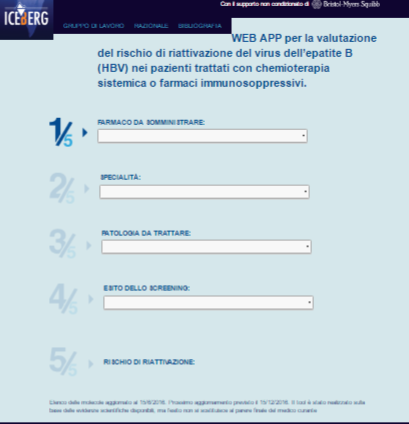 Con il supporto non condizionato di Bristol-Myers Squibb
ICEBERG
GRUPPO DI LAVORO NAZIONALE BIBLIOGRAFIA
WEB APP per la valutazione
del rischio di riattivazione del virus dell'epatite B
(HBV) nei pazienti trattati con chemioterapia
sistemica o farmaci immunosoppressivi.
1/5
FARMACO DA SOMMINISTRARE:
2/5
SPECIALITÀ:
3/5
PATOLOGIA DA TRATTARE:
4/5
ESITO DELLO SCREENING:
5/5
RISCHIO DI RIATTIVAZIONE:
L'elenco delle molecole aggiornato al 15/6/2016. Prossimo aggiornamento previsto il 15/12/2016. Il tool è stato realizzato sulla
base delle evidenze scientifiche disponibili, ma l'esito non si sostituisce al parere finale del medico curante